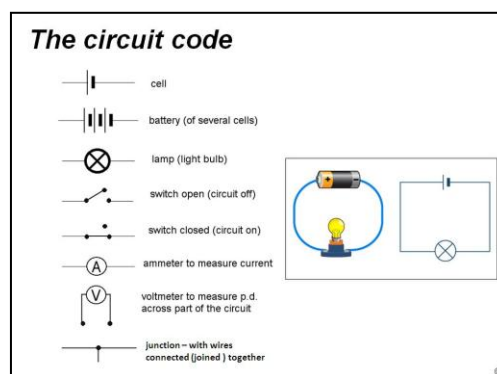 The circuit code
cell
battery (of several cells)
lamp (light bulb)
switch open (circuit off)
switch closed (circuit on)
A
ammeter to measure current
V
voltmeter to measure p.d.
across part of the circuit
junction – with wires
connected (joined ) together